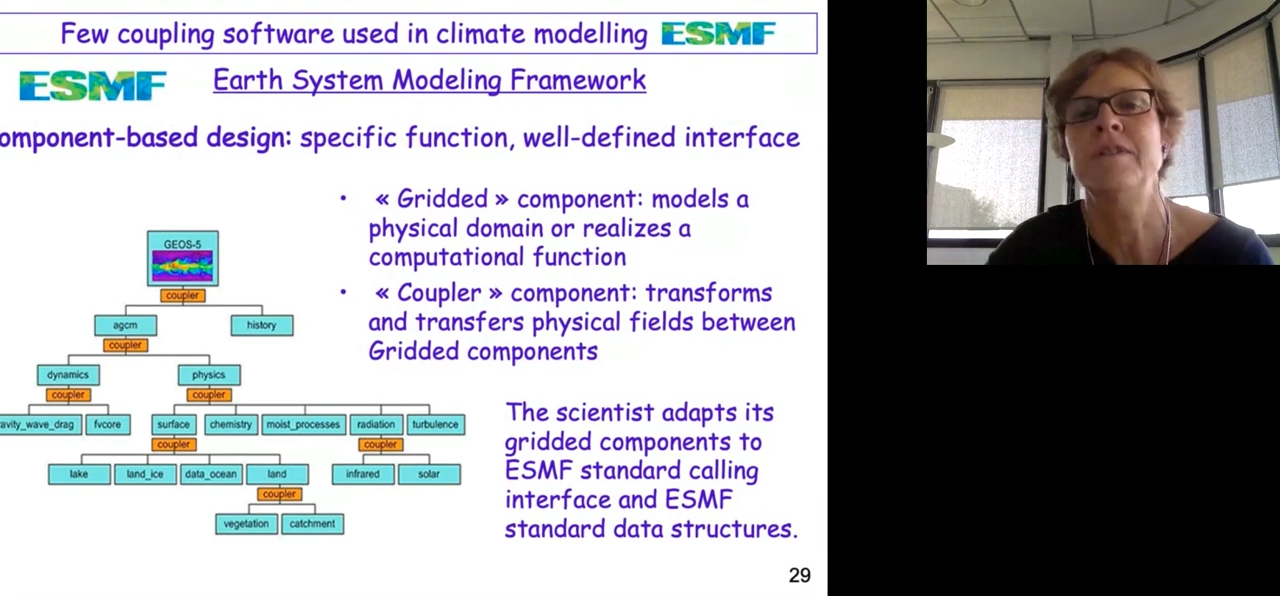 Few coupling software used in climate modelling ESMF
ESMF Earth System Modeling Framework
omponent-based design: specific function, well-defined interface
• « Gridded » component: models a
physical domain or realizes a
computational function
• « Coupler » component: transforms
and transfers physical fields between
Gridded components
GEOS-5
coupler
agcm history
coupler
dynamics physics
coupler coupler
avity_wave_drag fvcore surface chemistry moist_processes radiation turbulence
coupler coupler
lake land_ice data_ocean land infrared solar
coupler
vegetation catchment
The scientist adapts its
gridded components to
ESMF standard calling
interface and ESMF
standard data structures.
29